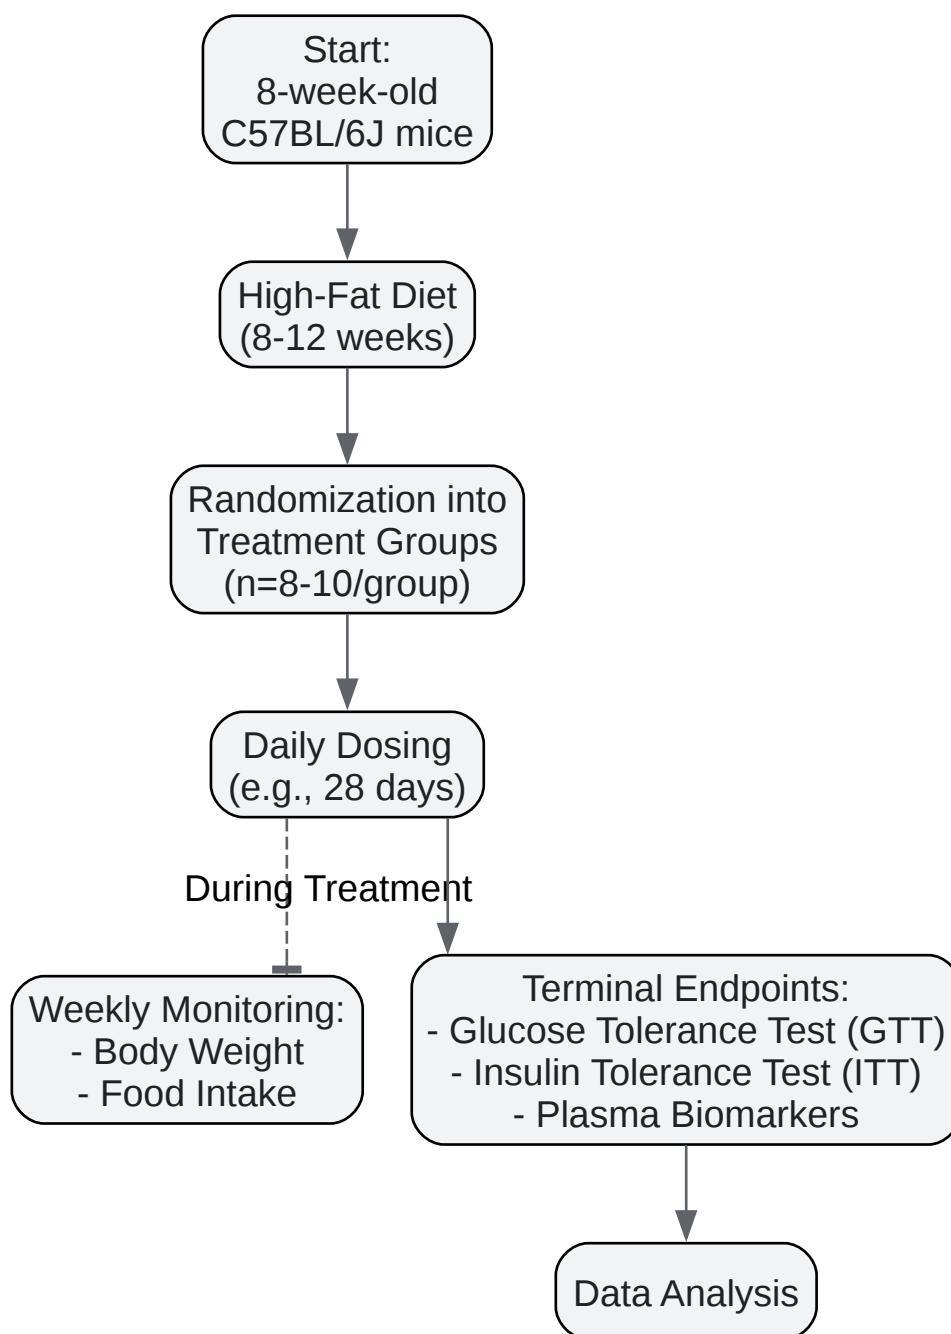 Start:
8-week-old
C57BL/6J mice
High-Fat Diet
(8-12 weeks)
Randomization into
Treatment Groups
(n=8-10/group)
Daily Dosing
(e.g., 28 days)
During Treatment
Weekly Monitoring:
- Body Weight
- Food Intake
Terminal Endpoints:
- Glucose Tolerance Test (GTT)
- Insulin Tolerance Test (ITT)
- Plasma Biomarkers
Data Analysis